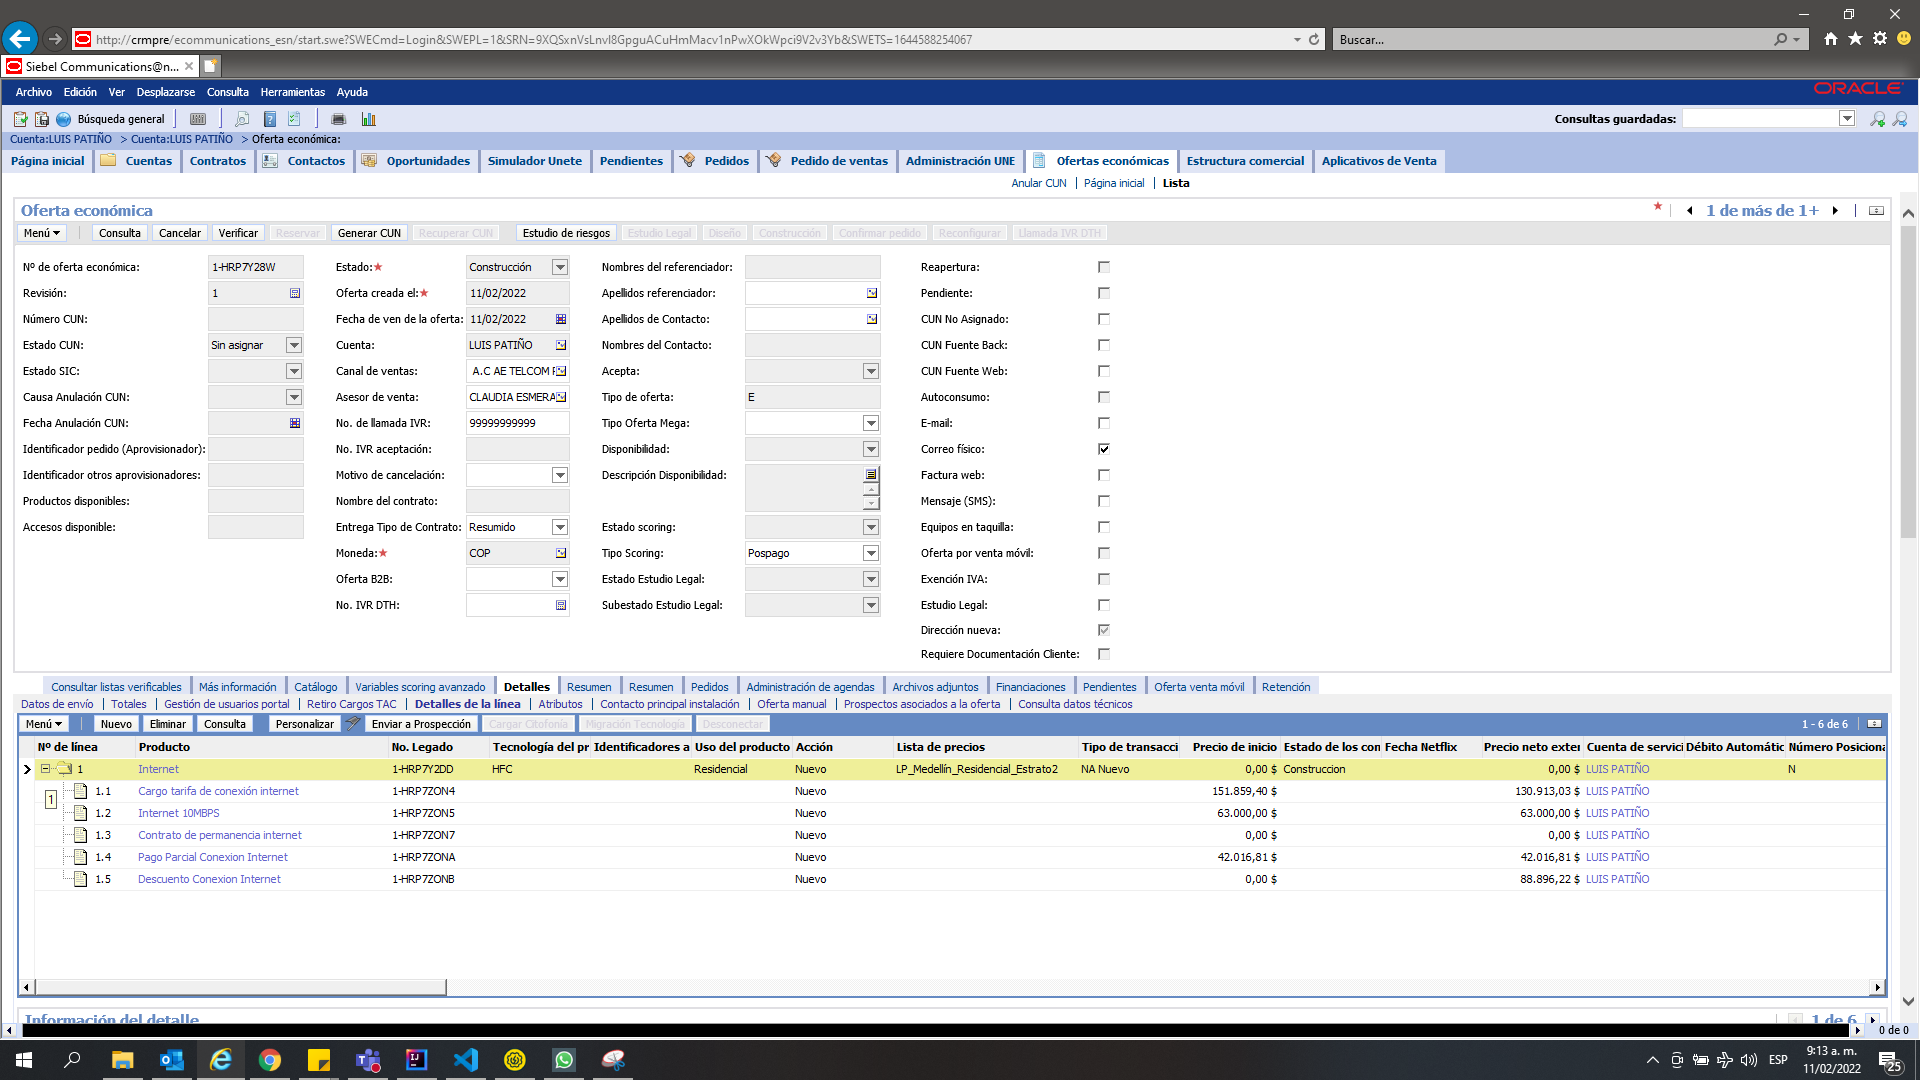 http://crmpre/ecommunications_esn/start.swe?SWECmd=Login&SWEPL=1&SRN=9XQSxnVsLnvI8GpguACuHmMacv1nPwXOkWpci9V2v3Yb&SWETS=1644588254067
Buscar...
Siebel Communications@n...
Archivo Edición Ver Desplazarse Consulta Herramientas Ayuda
ORACLE
Búsqueda general
Consultas guardadas:
Cuenta:LUIS PATIÑO > Cuenta:LUIS PATIÑO > Oferta económica:
Página inicial Cuentas Contratos Contactos Oportunidades Simulador Unete Pendientes Pedidos Pedido de ventas Administración UNE Ofertas económicas Estructura comercial Aplicativos de Venta
Anular CUN Página inicial Lista
Oferta económica
1 de más de 1+
Menú Consulta Cancelar Verificar Reservar Generar CUN Recuperar CUN Estudio de riesgos Estudio Legal Diseño Construcción Confirmar pedido Reconfigurar Llamada IVR DTH
Nº de oferta económica: 1-HRP7Y28W Estado: Construcción Nombres del referenciador: Reapertura:
Revisión: 1 Oferta creada el: 11/02/2022 Apellidos referenciador: Pendiente:
Número CUN: Fecha de ven de la oferta: 11/02/2022 Apellidos de Contacto: CUN No Asignado:
Estado CUN: Sin asignar Cuenta: LUIS PATIÑO Nombres del Contacto: CUN Fuente Back:
Estado SIC: Canal de ventas: A.C AE TELCOM Acepta: CUN Fuente Web:
Causa Anulación CUN: Asesor de venta: CLAUDIA ESMERA Tipo de oferta: E Autoconsumo:
Fecha Anulación CUN: No. de llamada IVR: 99999999999 Tipo Oferta Mega: E-mail:
Identificador pedido (Aprovisionador): No. IVR aceptación: Disponibilidad: Correo físico:
Identificador otros aprovisionadores: Motivo de cancelación: Descripción Disponibilidad: Factura web:
Productos disponibles: Nombre del contrato: Mensaje (SMS):
Accesos disponible: Entrega Tipo de Contrato: Resumido Estado scoring: Equipos en taquilla:
Moneda: COP Tipo Scoring: Pospago Oferta por venta móvil:
Oferta B2B: Estado Estudio Legal: Exención IVA:
No. IVR DTH: Subestado Estudio Legal: Estudio Legal:
Dirección nueva:
Requiere Documentación Cliente:
Consultar listas verificables Más información Catálogo Variables scoring avanzado Detalles Resumen Resumen Pedidos Administración de agendas Archivos adjuntos Financiaciones Pendientes Oferta venta móvil Retención
Datos de envío Totales Gestión de usuarios portal Retiro Cargos TAC Detalles de la línea Atributos Contacto principal instalación Oferta manual Prospectos asociados a la oferta Consulta datos técnicos
Menú Nuevo Eliminar Consulta Personalizar Enviar a Prospección Cargar Citofonía Migración Tecnología Desconectar
1 - 6 de 6
Nº de línea Producto No. Legado Tecnología del pr Identificadores a Uso del producto Acción Lista de precios Tipo de transacci Precio de inicio Estado de los con Fecha Netflix Precio neto exter Cuenta de servici Débito Automátic Número Posiciona
1 Internet 1-HRP7Y2DD HFC Residencial Nuevo LP_Medellín_Residencial_Estrato2 NA Nuevo 0,00 $ Construccion 0,00 $ LUIS PATIÑO N
1.1 Cargo tarifa de conexión internet 1-HRP7ZON4 Nuevo 151.859,40 $ 130.913,03 $ LUIS PATIÑO
1
1.2 Internet 10MBPS 1-HRP7ZON5 Nuevo 63.000,00 $ 63.000,00 $ LUIS PATIÑO
1.3 Contrato de permanencia internet 1-HRP7ZON7 Nuevo 0,00 $ 0,00 $ LUIS PATIÑO
1.4 Pago Parcial Conexion Internet 1-HRP7ZONA Nuevo 42.016,81 $ 42.016,81 $ LUIS PATIÑO
1.5 Descuento Conexion Internet 1-HRP7ZONB Nuevo 0,00 $ 88.896,22 $ LUIS PATIÑO
Información del detalle
1 de 6
0 de 0
ESP
9:13 a. m.
11/02/2022
25